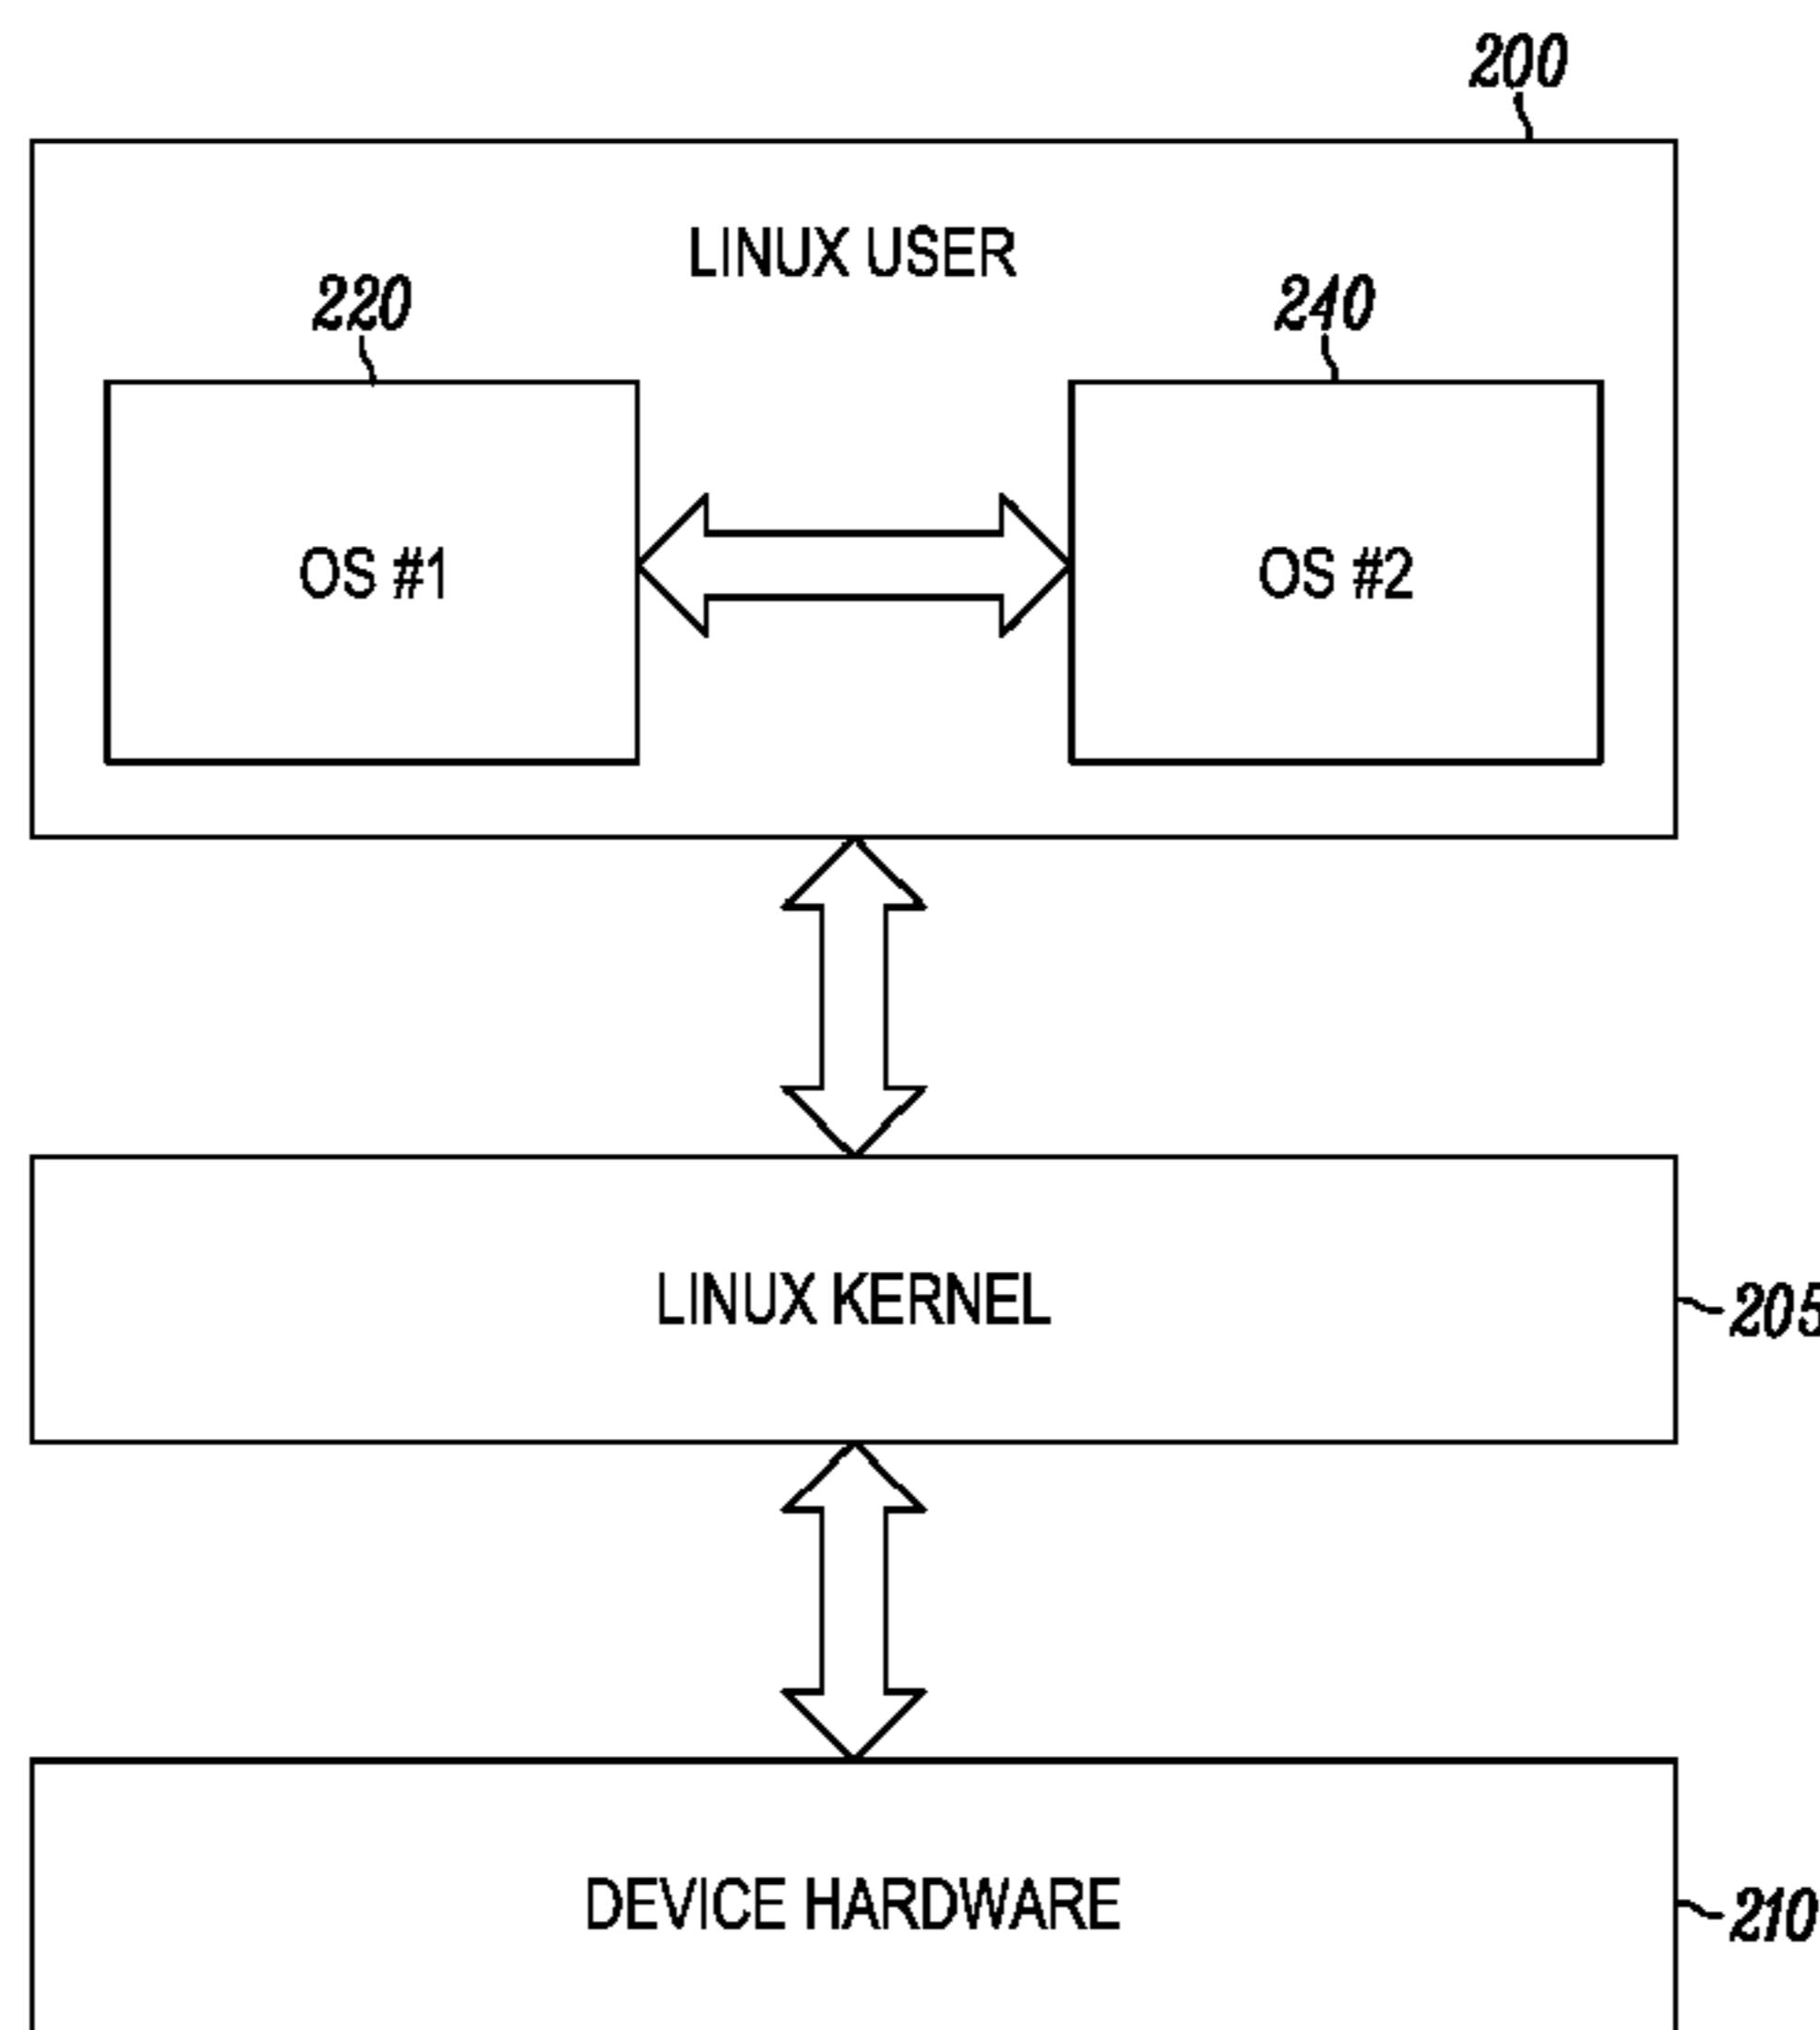 200
LINUX USER
220
240
OS #1
OS #2
LINUX KERNEL
205
DEVICE HARDWARE
210